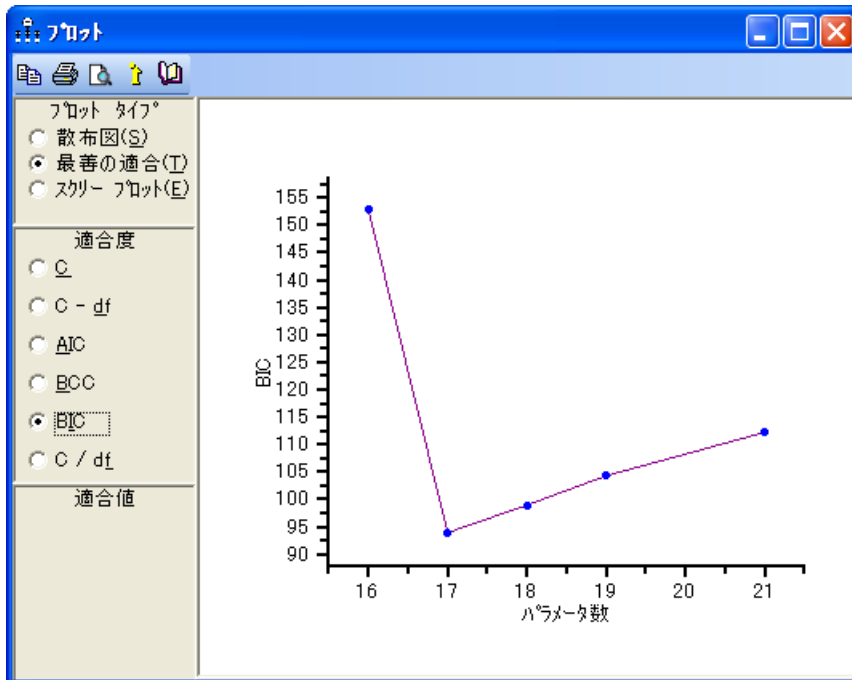 プロット
プロット タイプ
散布図(S)
最善の適合(T)
スクリー プロット(E)
適合度
C
C - df
AIC
BCC
BIC
C / df
適合値
155
150
145
140
135
130
125
120
115
110
105
100
95
90
BIC
16 17 18 19 20 21
パラメータ数